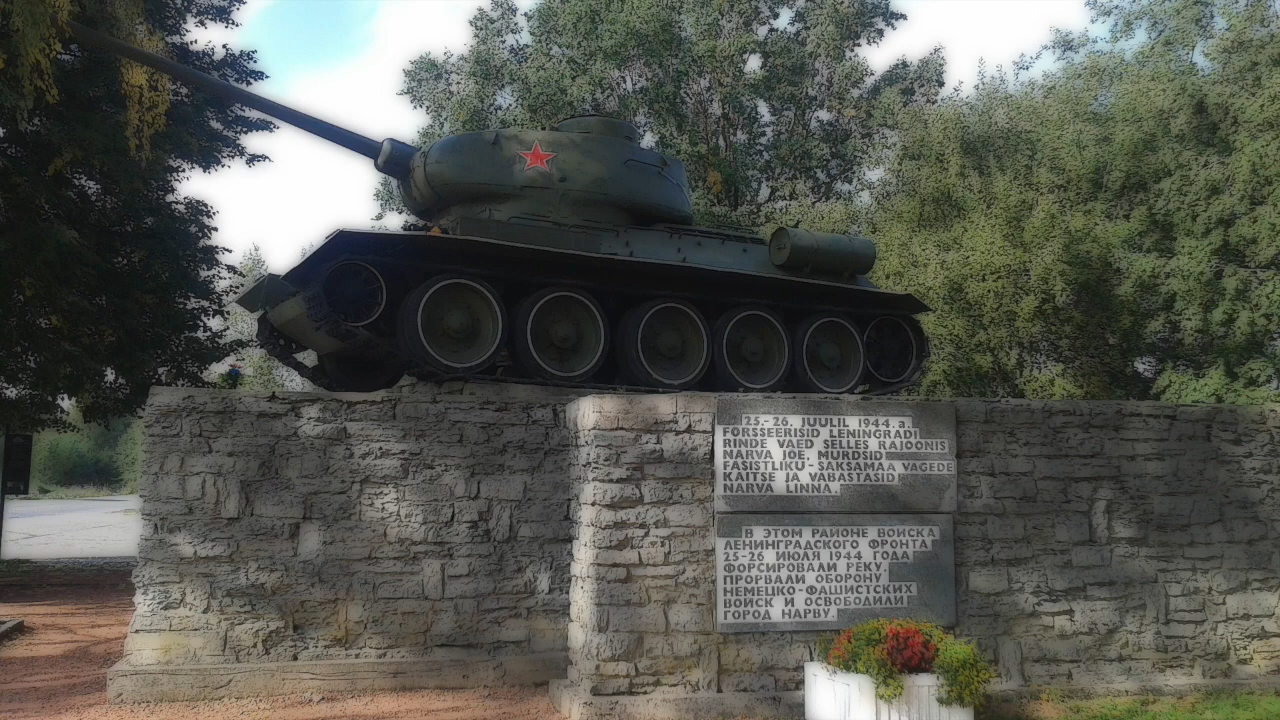 25.-26. JUULIL 1944.a.
FORSSEERISID LENINGRADI
RINDE VÄED SELLES RAJOONIS
NARVA JÕE, MURDSID
FAŠISTLIKU-SAKSAMAA VÄGEDE
KAITSE JA VABASTASID
NARVA LINNA.
В ЭТОМ РАЙОНЕ ВОЙСКА
ЛЕНИНГРАДСКОГО ФРОНТА
25-26 ИЮЛЯ 1944 ГОДА
ФОРСИРОВАЛИ РЕКУ.
ПРОРВАЛИ ОБОРОНУ
НЕМЕЦКО-ФАШИСТСКИХ
ВОЙСК И ОСВОБОДИЛИ
ГОРОД НАРВУ.